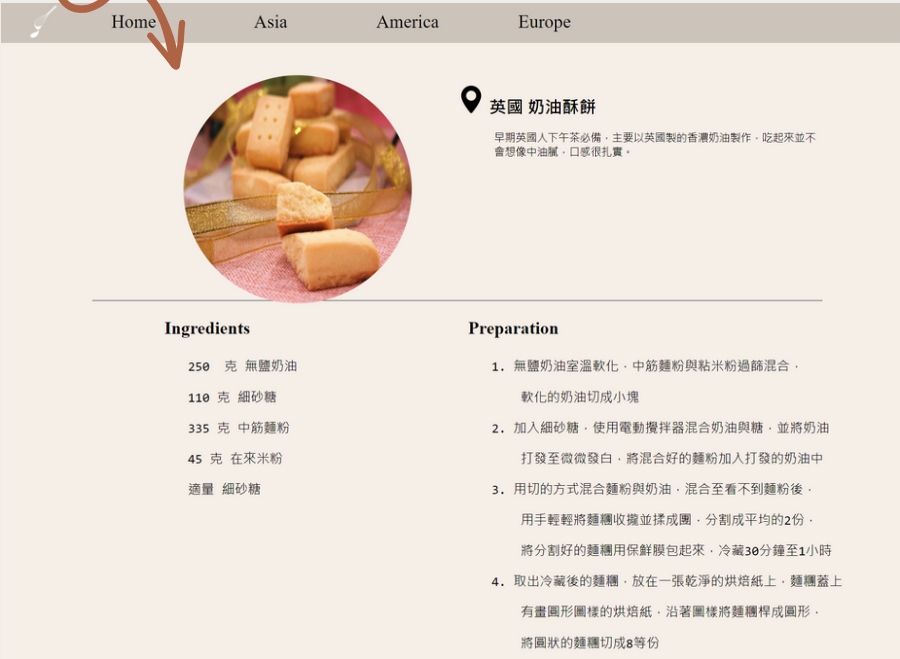 Home Asia America Europe
英國 奶油酥餅
早期英國人下午茶必備，主要以英國製的香濃奶油製作，吃起來並不
會想像中油膩，口感很扎實。
Ingredients
250 克 無鹽奶油
110 克 細砂糖
335 克 中筋麵粉
45 克 在來米粉
適量 細砂糖
Preparation
1. 無鹽奶油室溫軟化，中筋麵粉與粘米粉過篩混合，
軟化的奶油切成小塊
2. 加入細砂糖，使用電動攪拌器混合奶油與糖，並將奶油
打發至微微發白，將混合好的麵粉加入打發的奶油中
3. 用切的方式混合麵粉與奶油，混合至看不到麵粉後，
用手輕輕將麵糰收攏並揉成團，分割成平均的2份，
將分割好的麵糰用保鮮膜包起來，冷藏30分鐘至1小時
4. 取出冷藏後的麵糰，放在一張乾淨的烘焙紙上，麵糰蓋上
有畫圓形圖樣的烘焙紙，沿著圖樣將麵糰桿成圓形，
將圓狀的麵糰切成8等份